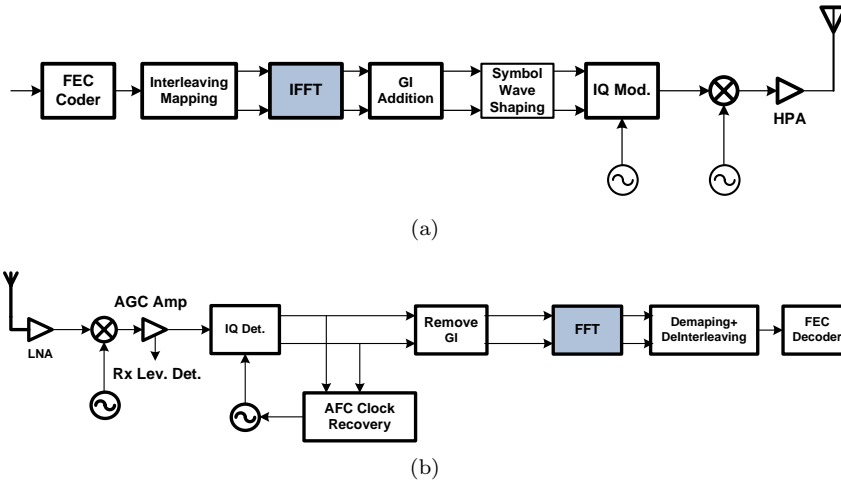 FEC
Coder
Interleaving
Mapping
IFFT
GI
Addition
Symbol
Wave
Shaping
IQ Mod.
HPA
(a)
AGC Amp
LNA
Rx Lev. Det.
IQ Det.
AFC Clock
Recovery
Remove
GI
FFT
Demaping+
DeInterleaving
FEC
Decoder
(b)